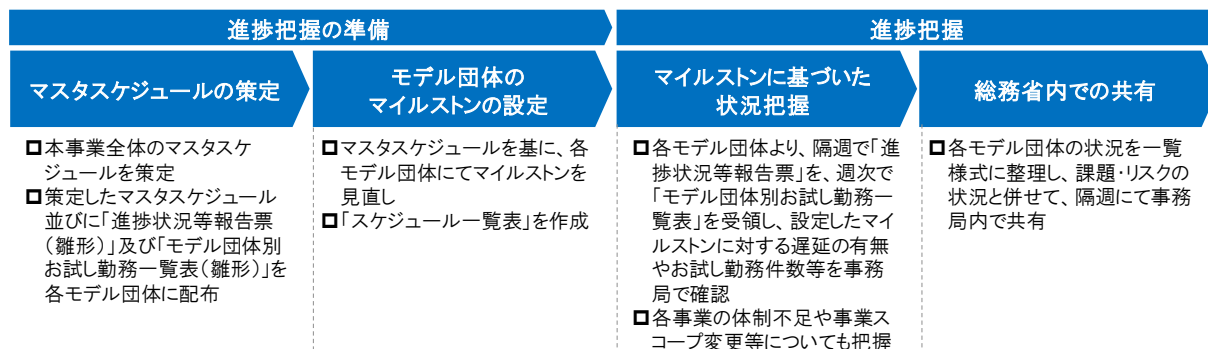 進捗把握の準備
進捗把握
マスタスケジュールの策定
モデル団体の
マイルストンの設定
マイルストンに基づいた
状況把握
総務省内での共有
本事業全体のマスタスケ
ジュールを策定
策定したマスタスケジュール
並びに「進捗状況等報告票
(雛形)」及び「モデル団体別
お試し勤務一覧表(雛形)」を
各モデル団体に配布
マスタスケジュールを基に、各
モデル団体にてマイルストンを
見直し
「スケジュール一覧表」を作成
各モデル団体より、隔週で「進
捗状況等報告票」を、週次で
「モデル団体別お試し勤務一
覧表」を受領し、設定したマイ
ルストンに対する遅延の有無
やお試し勤務件数等を事務
局で確認
各事業の体制不足や事業ス
コープ変更等についても把握
各モデル団体の状況を一覧
様式に整理し、課題・リスクの
状況と併せて、隔週にて事務
局内で共有